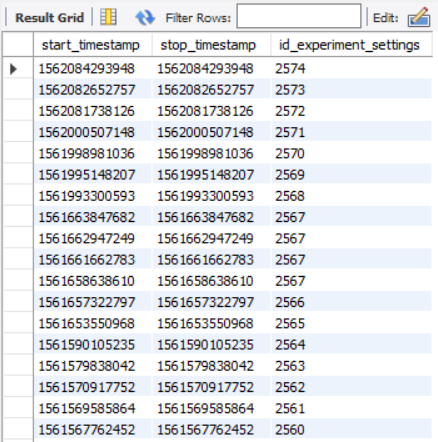 Result Grid Filter Rows: Edit:
start_timestamp stop_timestamp id_experiment_settings
1562084293948 1562084293948 2574
1562082652757 1562082652757 2573
1562081738126 1562081738126 2572
1562000507148 1562000507148 2571
1561998981036 1561998981036 2570
1561995148207 1561995148207 2569
1561993300593 1561993300593 2568
1561663847682 1561663847682 2567
1561662947249 1561662947249 2567
1561661662783 1561661662783 2567
1561658638610 1561658638610 2567
1561657322797 1561657322797 2566
1561653550968 1561653550968 2565
1561590105235 1561590105235 2564
1561579838042 1561579838042 2563
1561570917752 1561570917752 2562
1561569585864 1561569585864 2561
1561567762452 1561567762452 2560